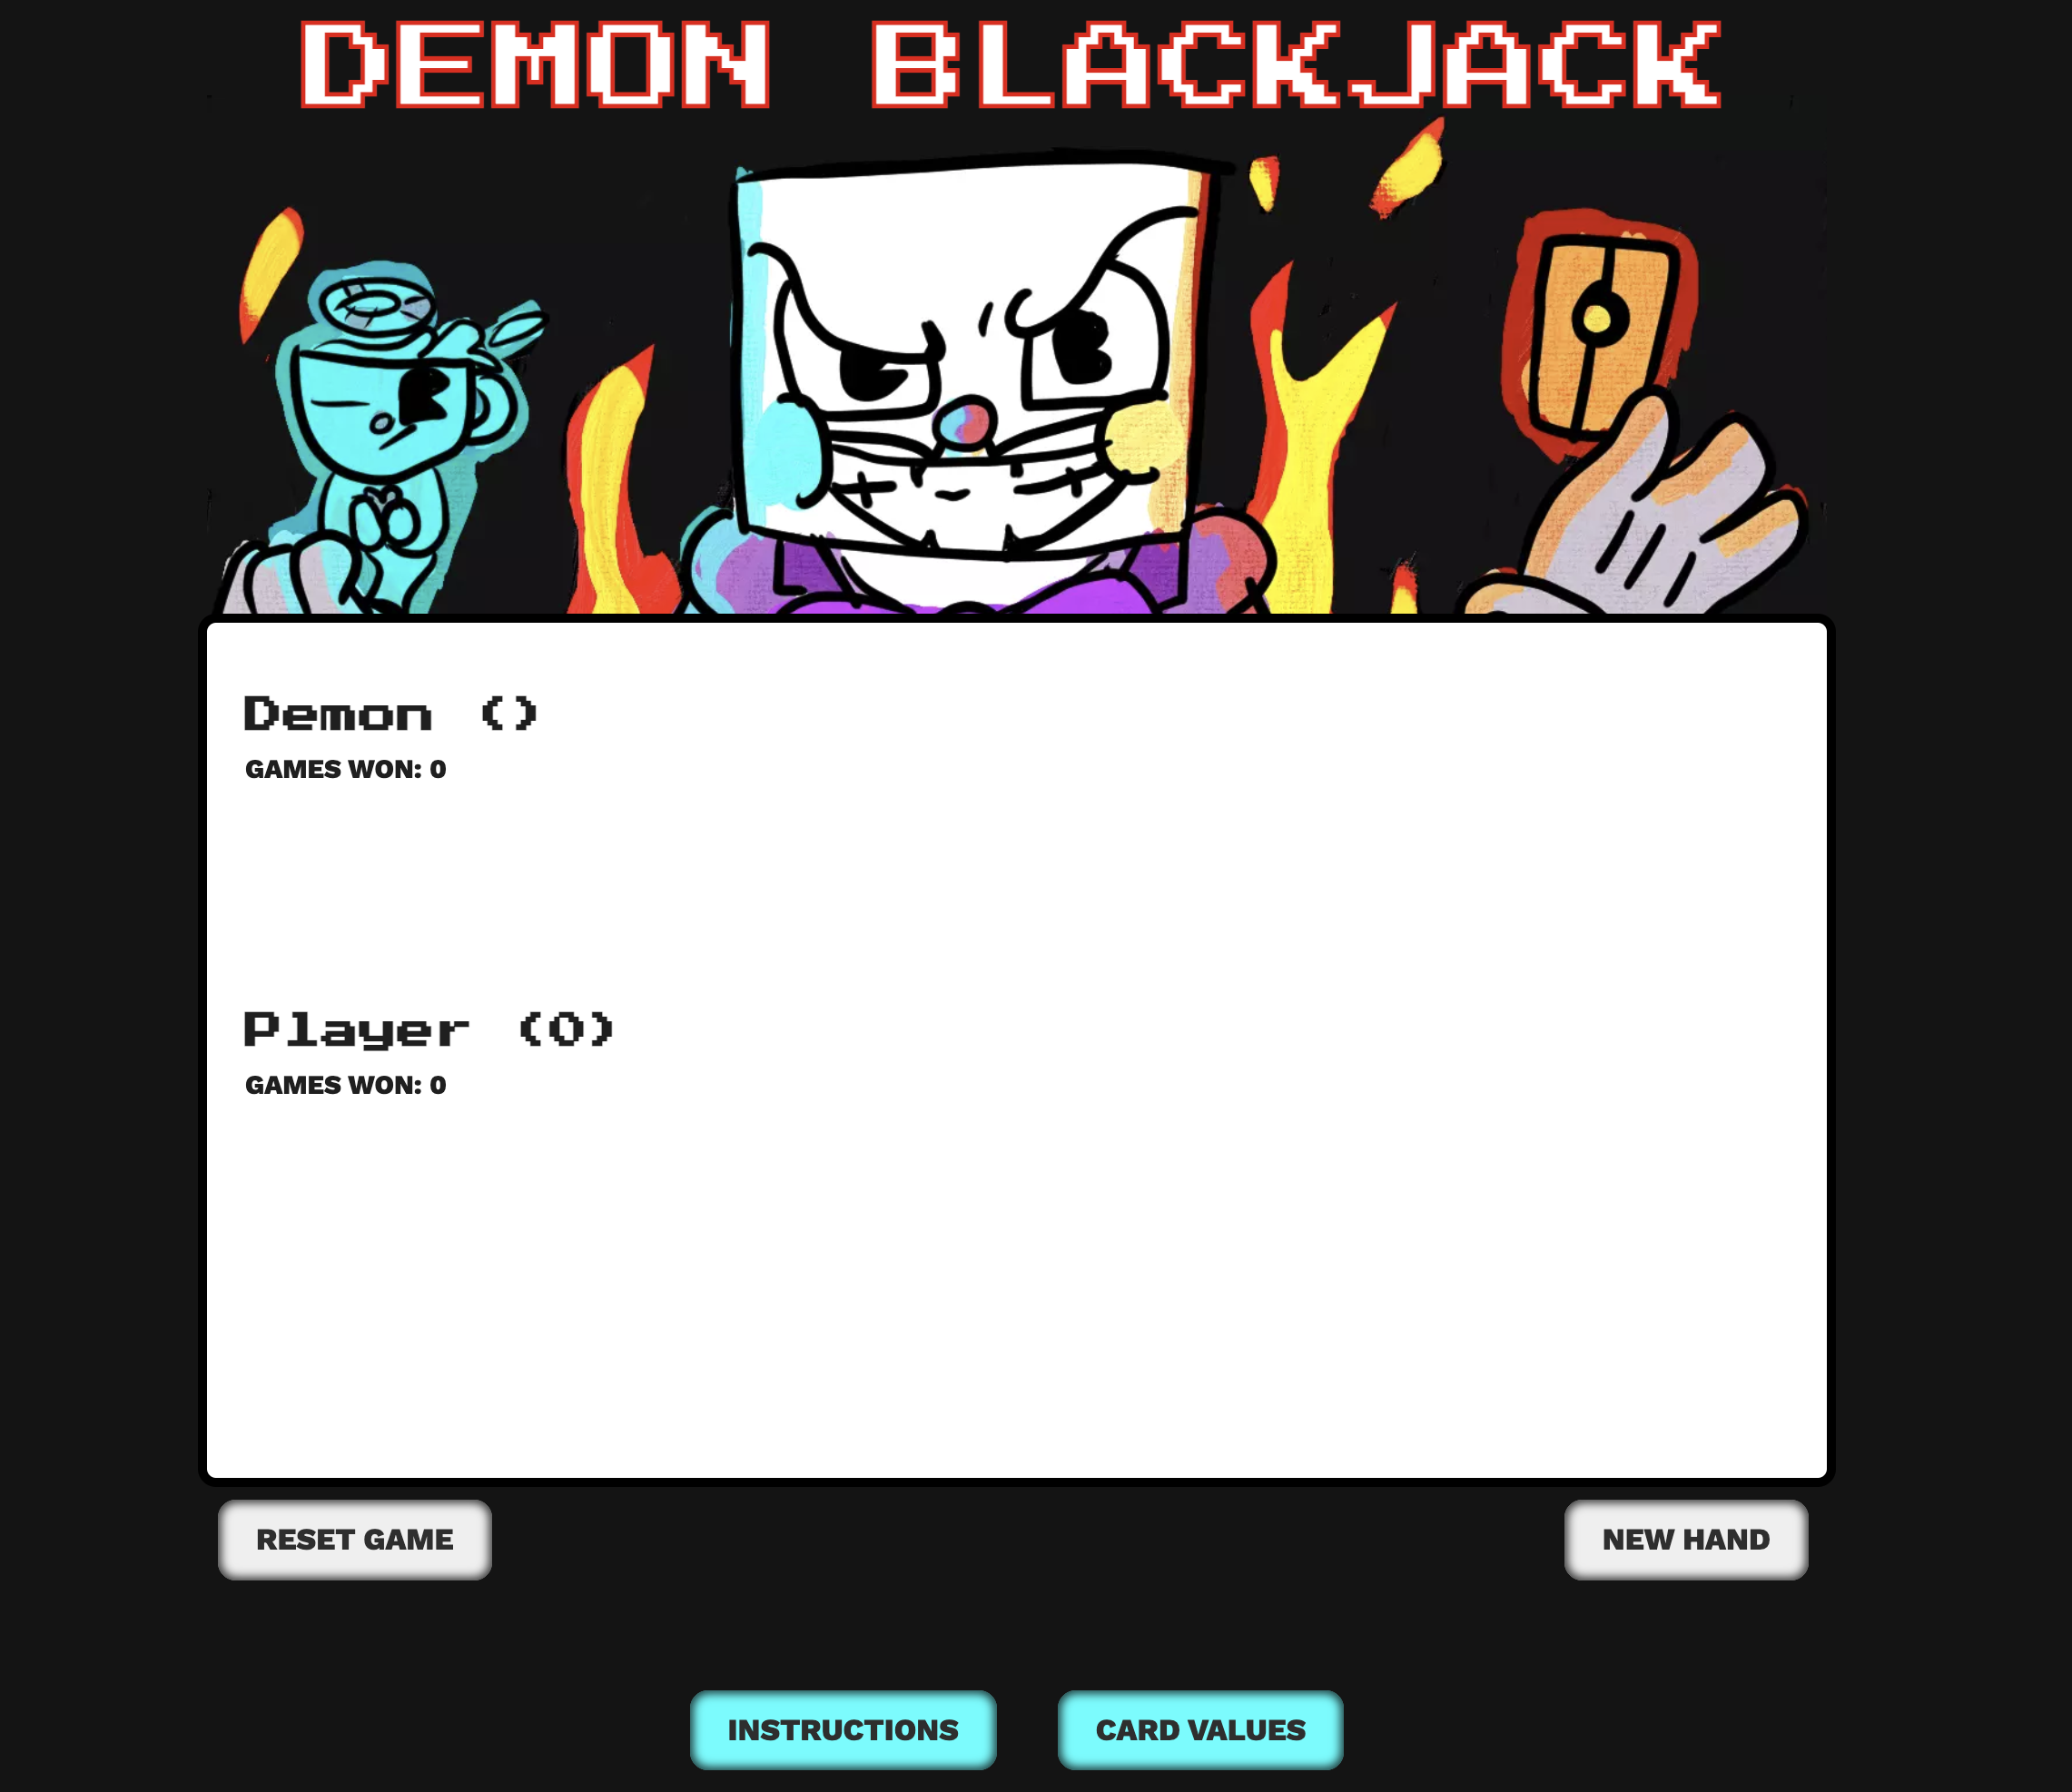 DEMON BLACKJACK
Demon ()
GAMES WON: 0
Player (0)
GAMES WON: 0
RESET GAME
NEW HAND
INSTRUCTIONS
CARD VALUES